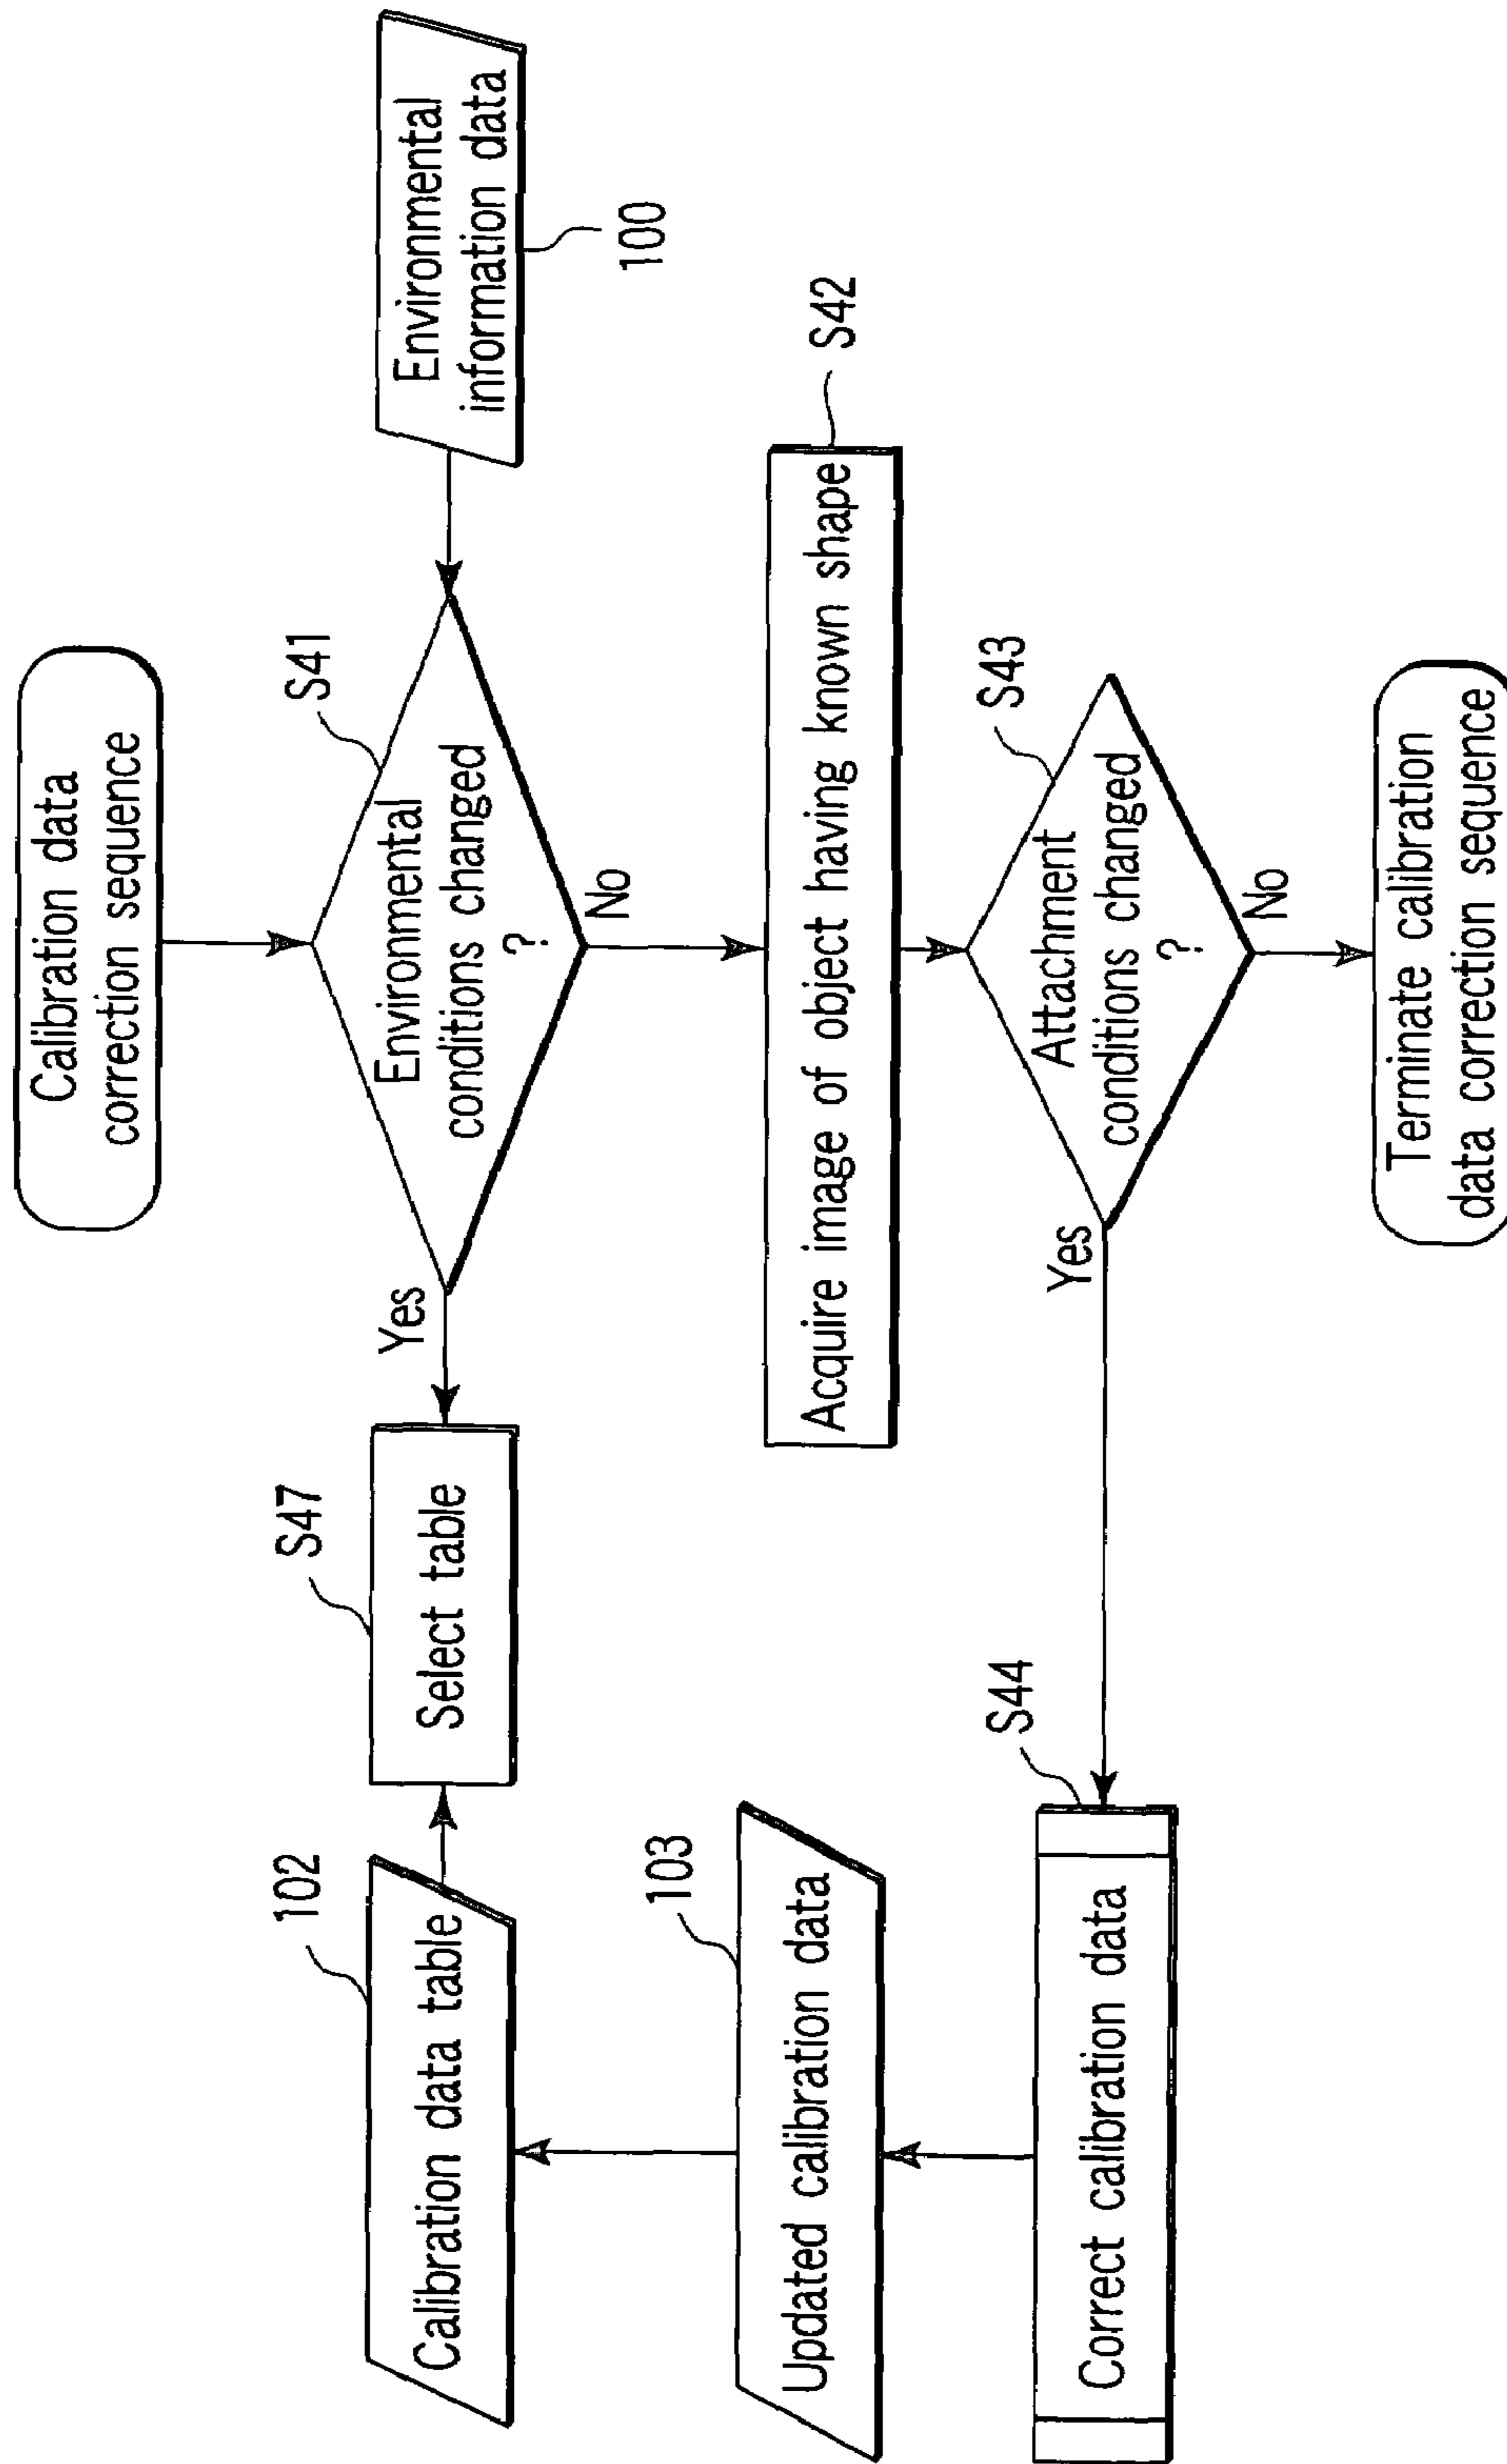 Calibration data
correction sequence
S41
Environmental
conditions changed
?
Yes
No
Environmental
information data
100
S47
Select table
102
Calibration data table
Acquire image of object having known shape
S42
103
Updated calibration data
S43
Attachment
conditions changed
?
Yes
No
S44
Correct calibration data
Terminate calibration
data correction sequence